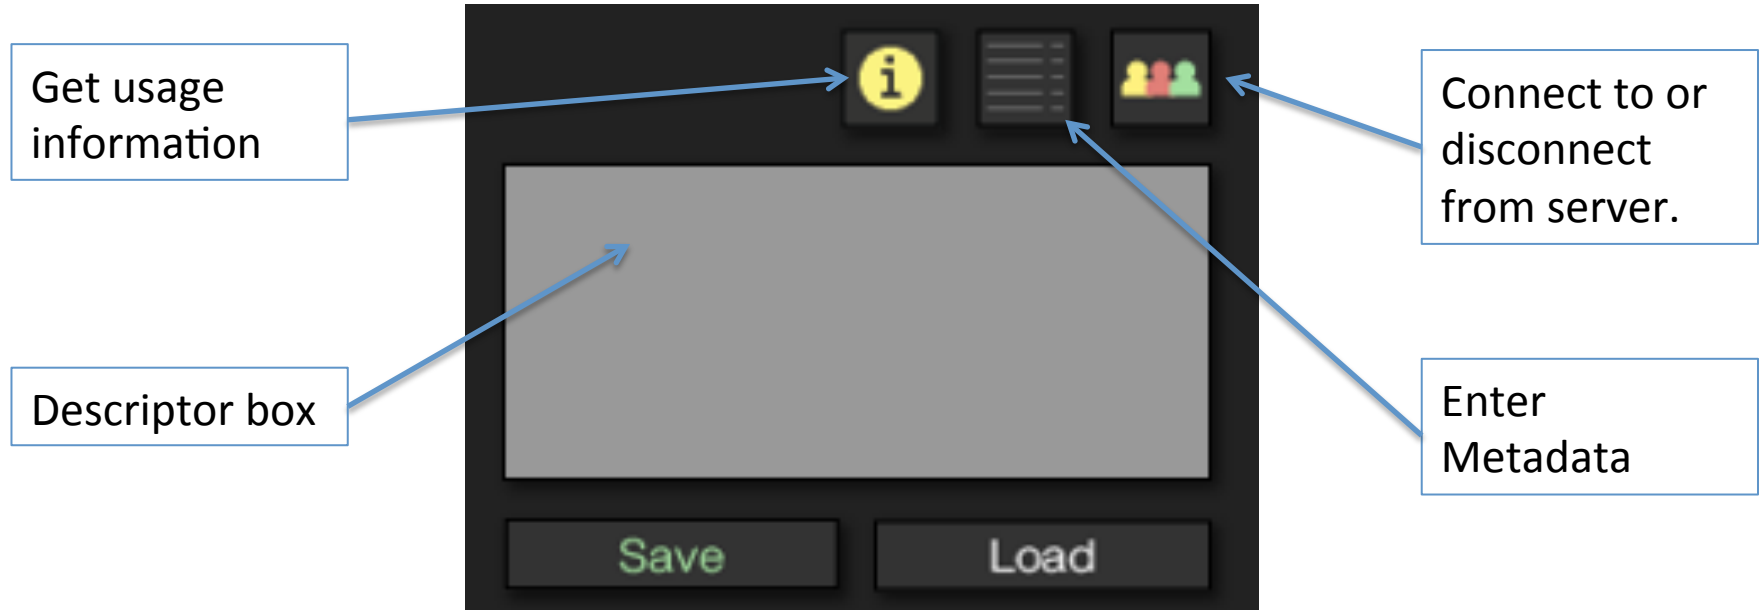 Get usage
information
i
Connect to or
disconnect
from server.
Descriptor box
Enter
Metadata
Save
Load